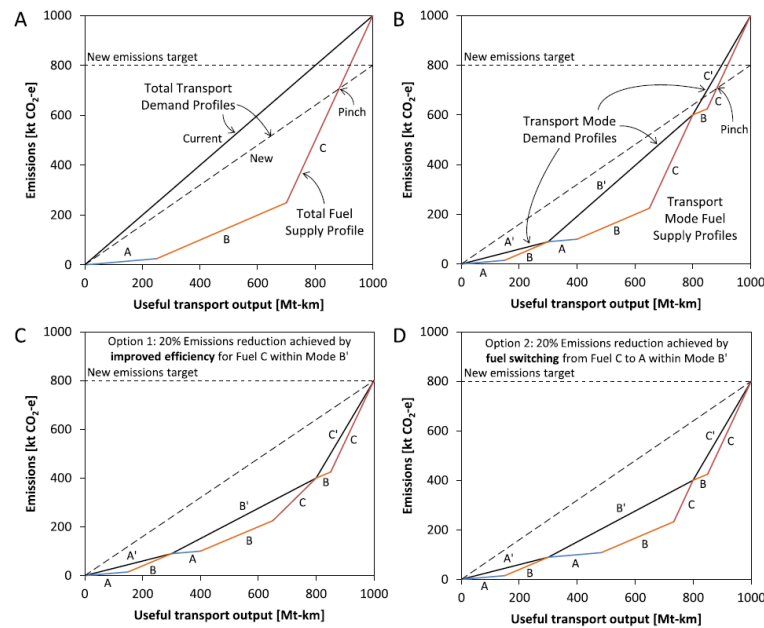 A
1000
800
600
400
200
0
Emissions [kt CO2-e]
New emissions target
Total Transport
Demand Profiles
Current
New
Pinch
C
Total Fuel
Supply Profile
A
B
0 200 400 600 800 1000
Useful transport output [Mt-km]
B
1000
800
600
400
200
0
Emissions [kt CO2-e]
New emissions target
C'
C
B
Pinch
Transport Mode
Demand Profiles
B'
C
Transport
Mode Fuel
Supply Profiles
A'
A
B
A
B
0 200 400 600 800 1000
Useful transport output [Mt-km]
C
1000
800
600
400
200
0
Emissions [kt CO2-e]
Option 1: 20% Emissions reduction achieved by
improved efficiency for Fuel C within Mode B'
New emissions target
C'
C
B
B'
C
A'
A
B
A
B
0 200 400 600 800 1000
Useful transport output [Mt-km]
D
1000
800
600
400
200
0
Emissions [kt CO2-e]
Option 2: 20% Emissions reduction achieved by
fuel switching from Fuel C to A within Mode B'
New emissions target
C'
C
B
B'
C
A'
A
B
A
B
0 200 400 600 800 1000
Useful transport output [Mt-km]